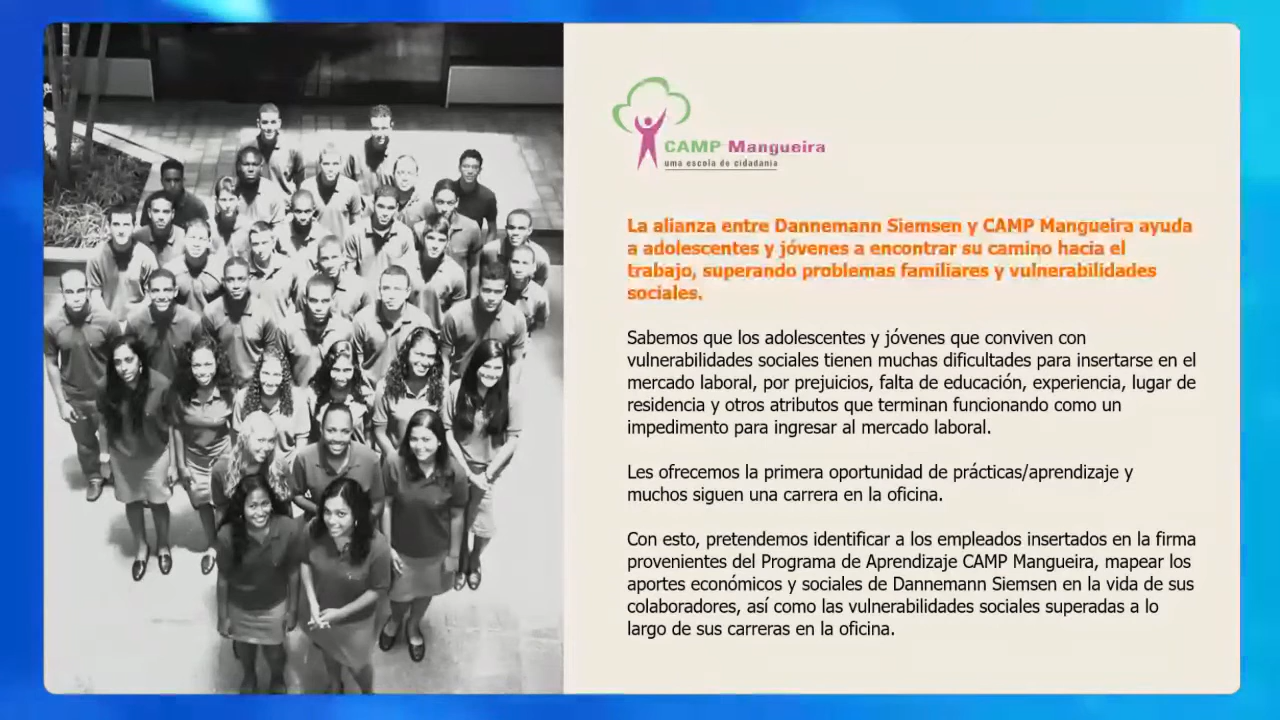 CAMP Mangueira
uma escola de cidadania
La alianza entre Dannemann Siemsen y CAMP Mangueira ayuda
a adolescentes y jóvenes a encontrar su camino hacia el
trabajo, superando problemas familiares y vulnerabilidades
sociales.
Sabemos que los adolescentes y jóvenes que conviven con
vulnerabilidades sociales tienen muchas dificultades para insertarse en el
mercado laboral, por prejuicios, falta de educación, experiencia, lugar de
residencia y otros atributos que terminan funcionando como un
impedimento para ingresar al mercado laboral.
Les ofrecemos la primera oportunidad de prácticas/aprendizaje y
muchos siguen una carrera en la oficina.
Con esto, pretendemos identificar a los empleados insertados en la firma
provenientes del Programa de Aprendizaje CAMP Mangueira, mapear los
aportes económicos y sociales de Dannemann Siemsen en la vida de sus
colaboradores, así como las vulnerabilidades sociales superadas a lo
largo de sus carreras en la oficina.